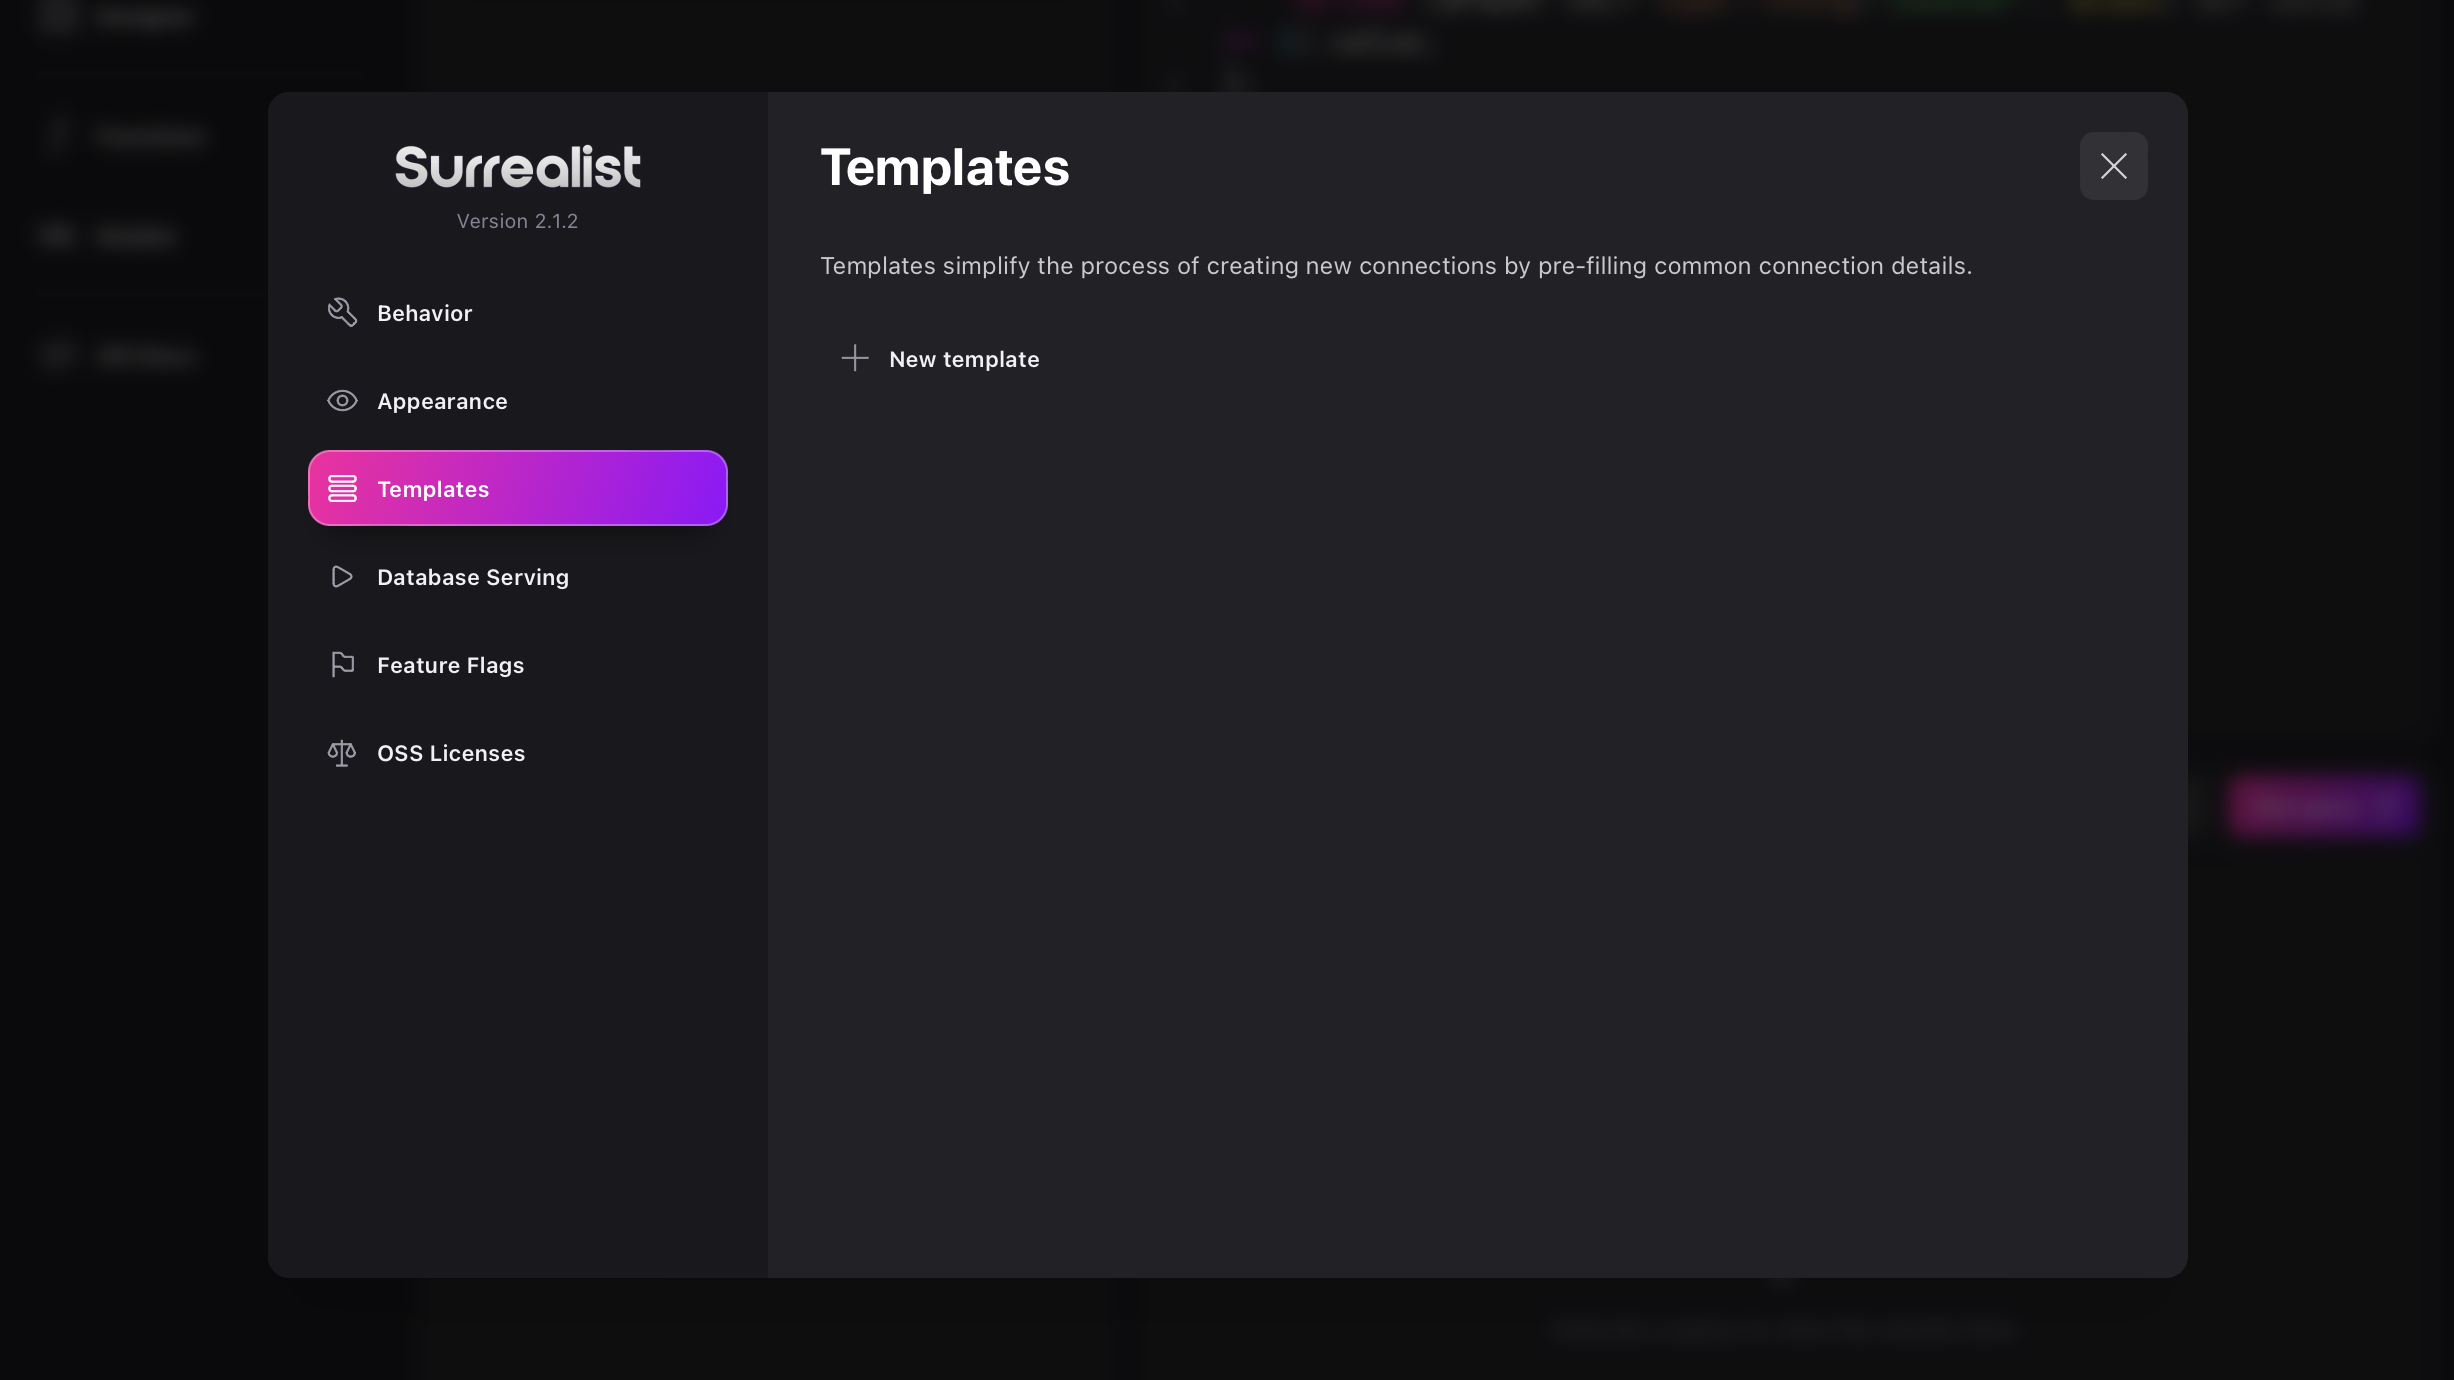 Surrealist
Version 2.1.2
Behavior
Appearance
Templates
Database Serving
Feature Flags
OSS Licenses
Templates
Templates simplify the process of creating new connections by pre-filling common connection details.
New template